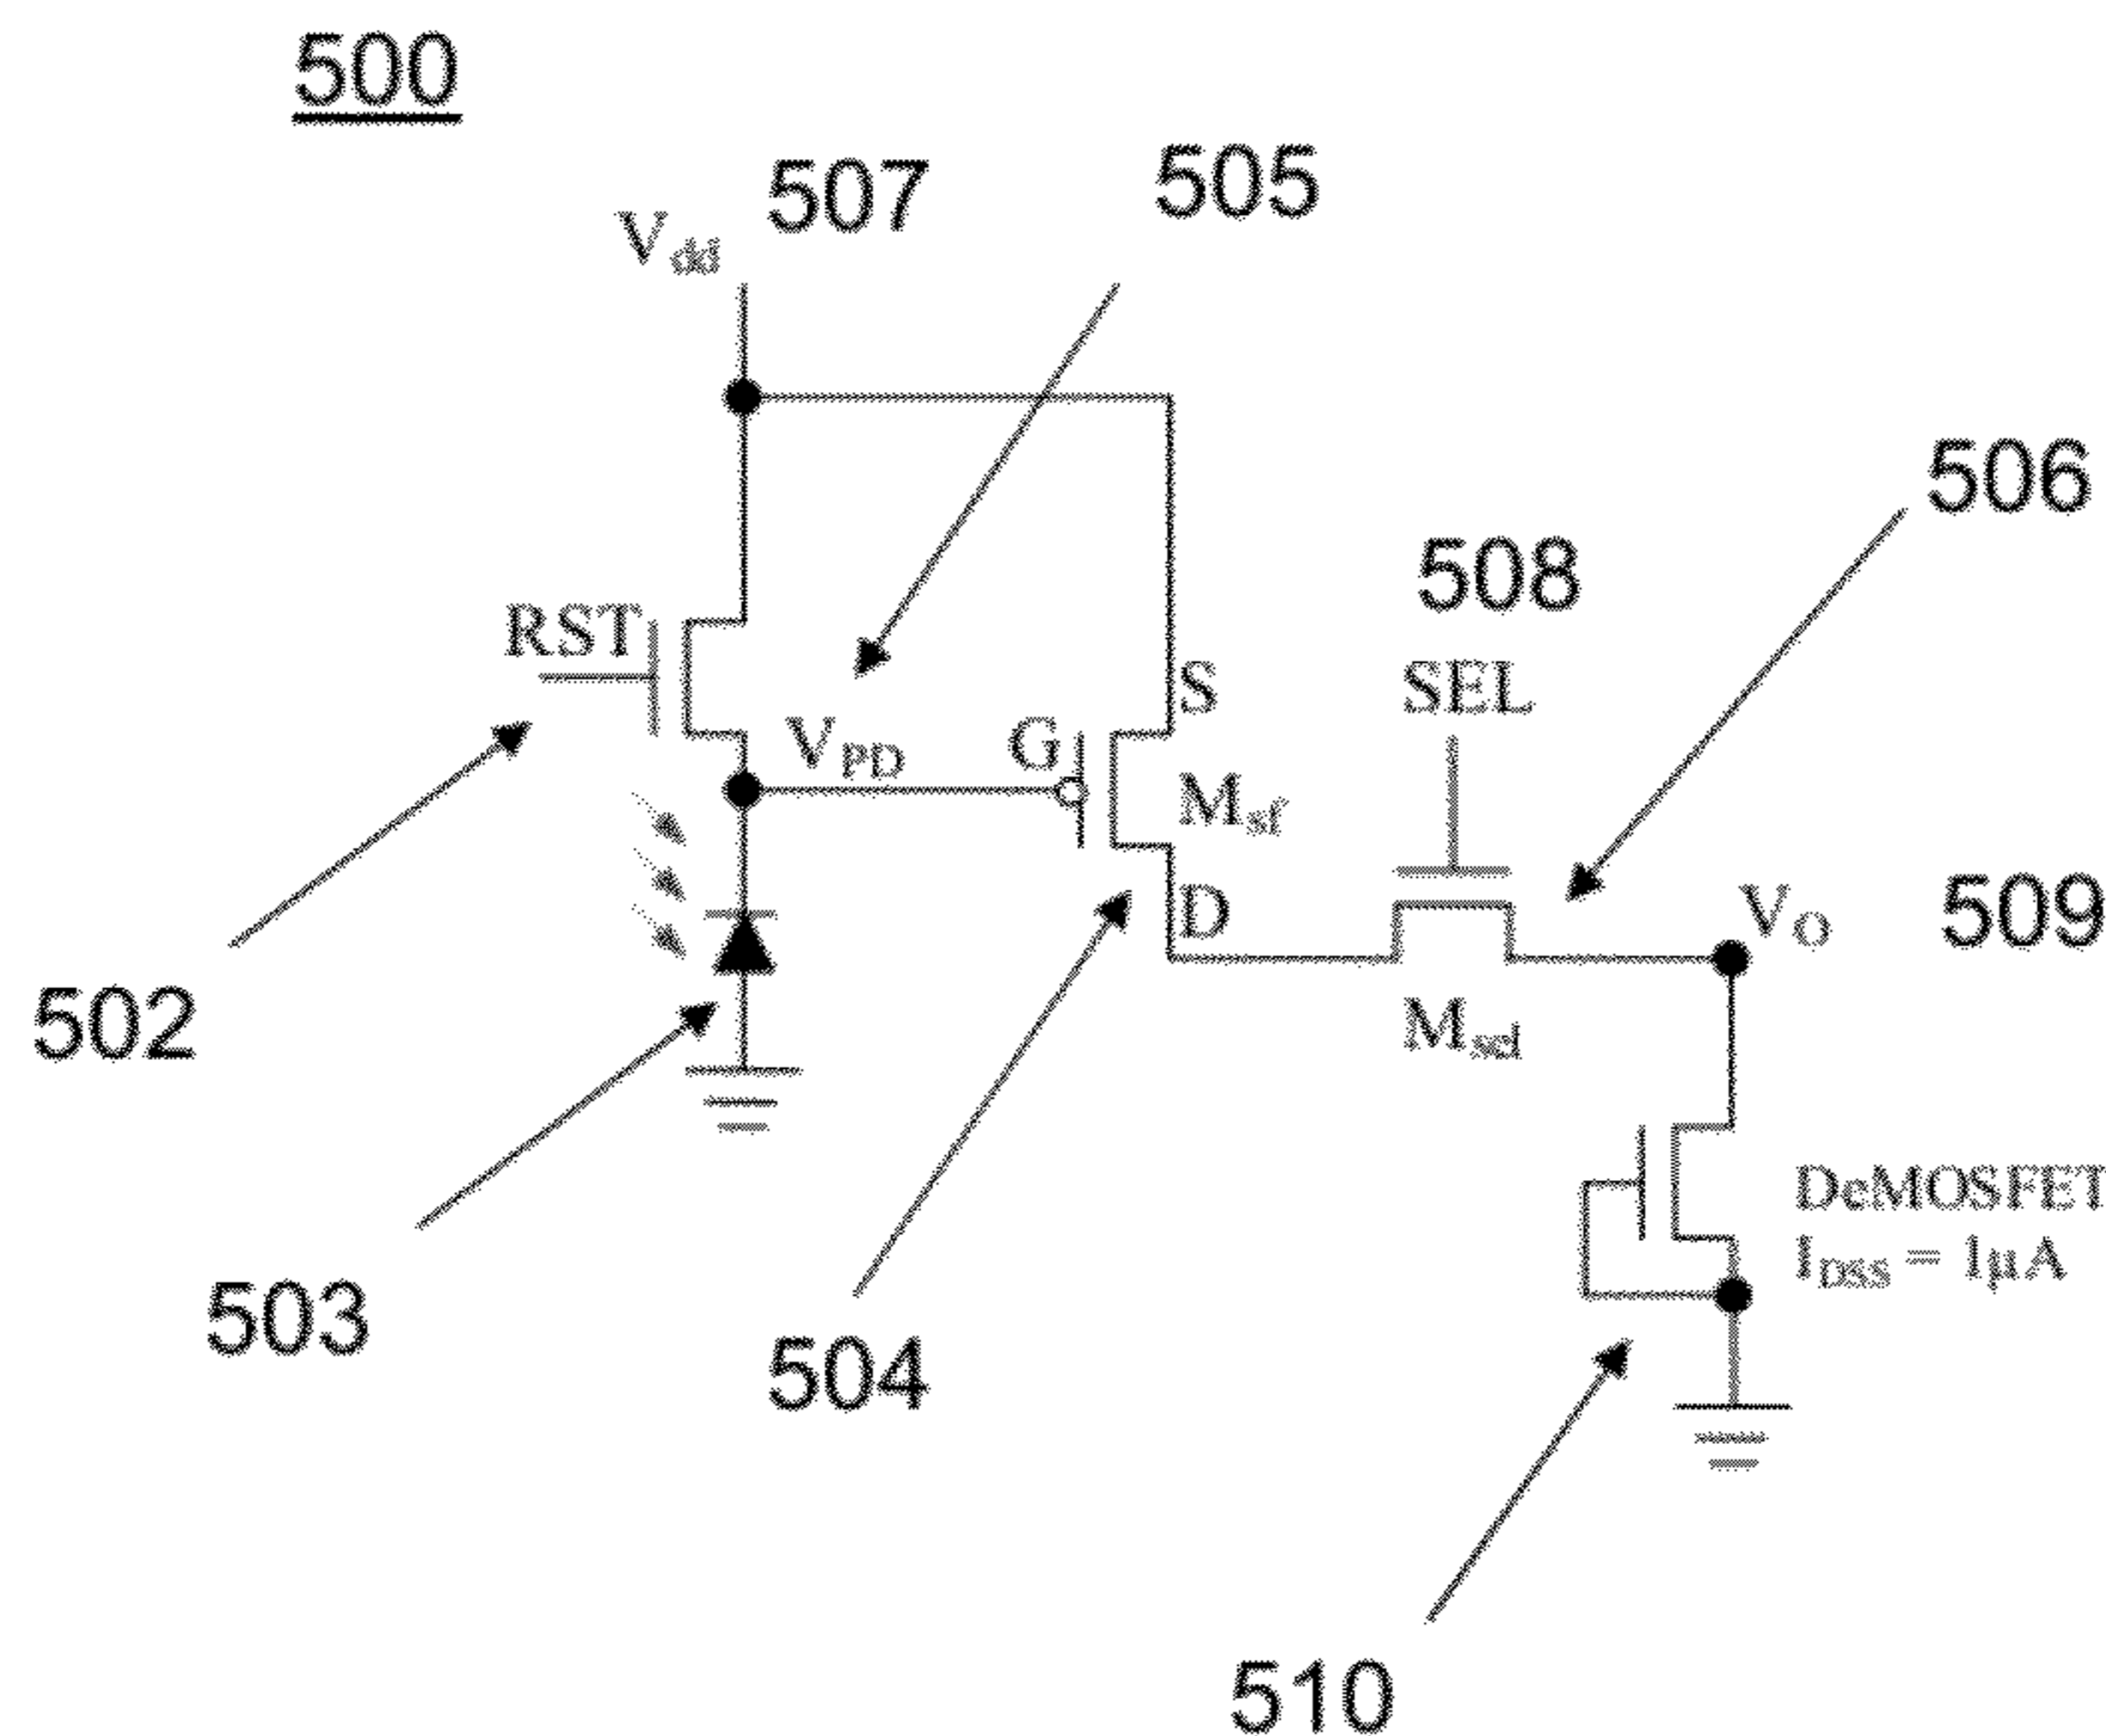 500
507
505
Vdd
506
508
RST
SEL
S
VPD
G
Msf
D
VO
509
502
Msel
DeMOSFET
IDSS = 1µA
503
504
510